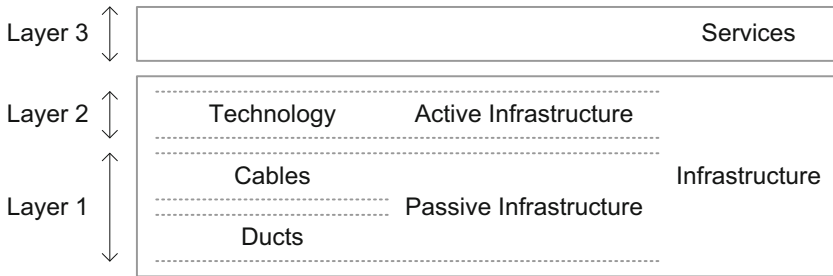 Layer 3 Services
Layer 2 Technology Active Infrastructure
Cables Infrastructure
Layer 1 Passive Infrastructure
Ducts